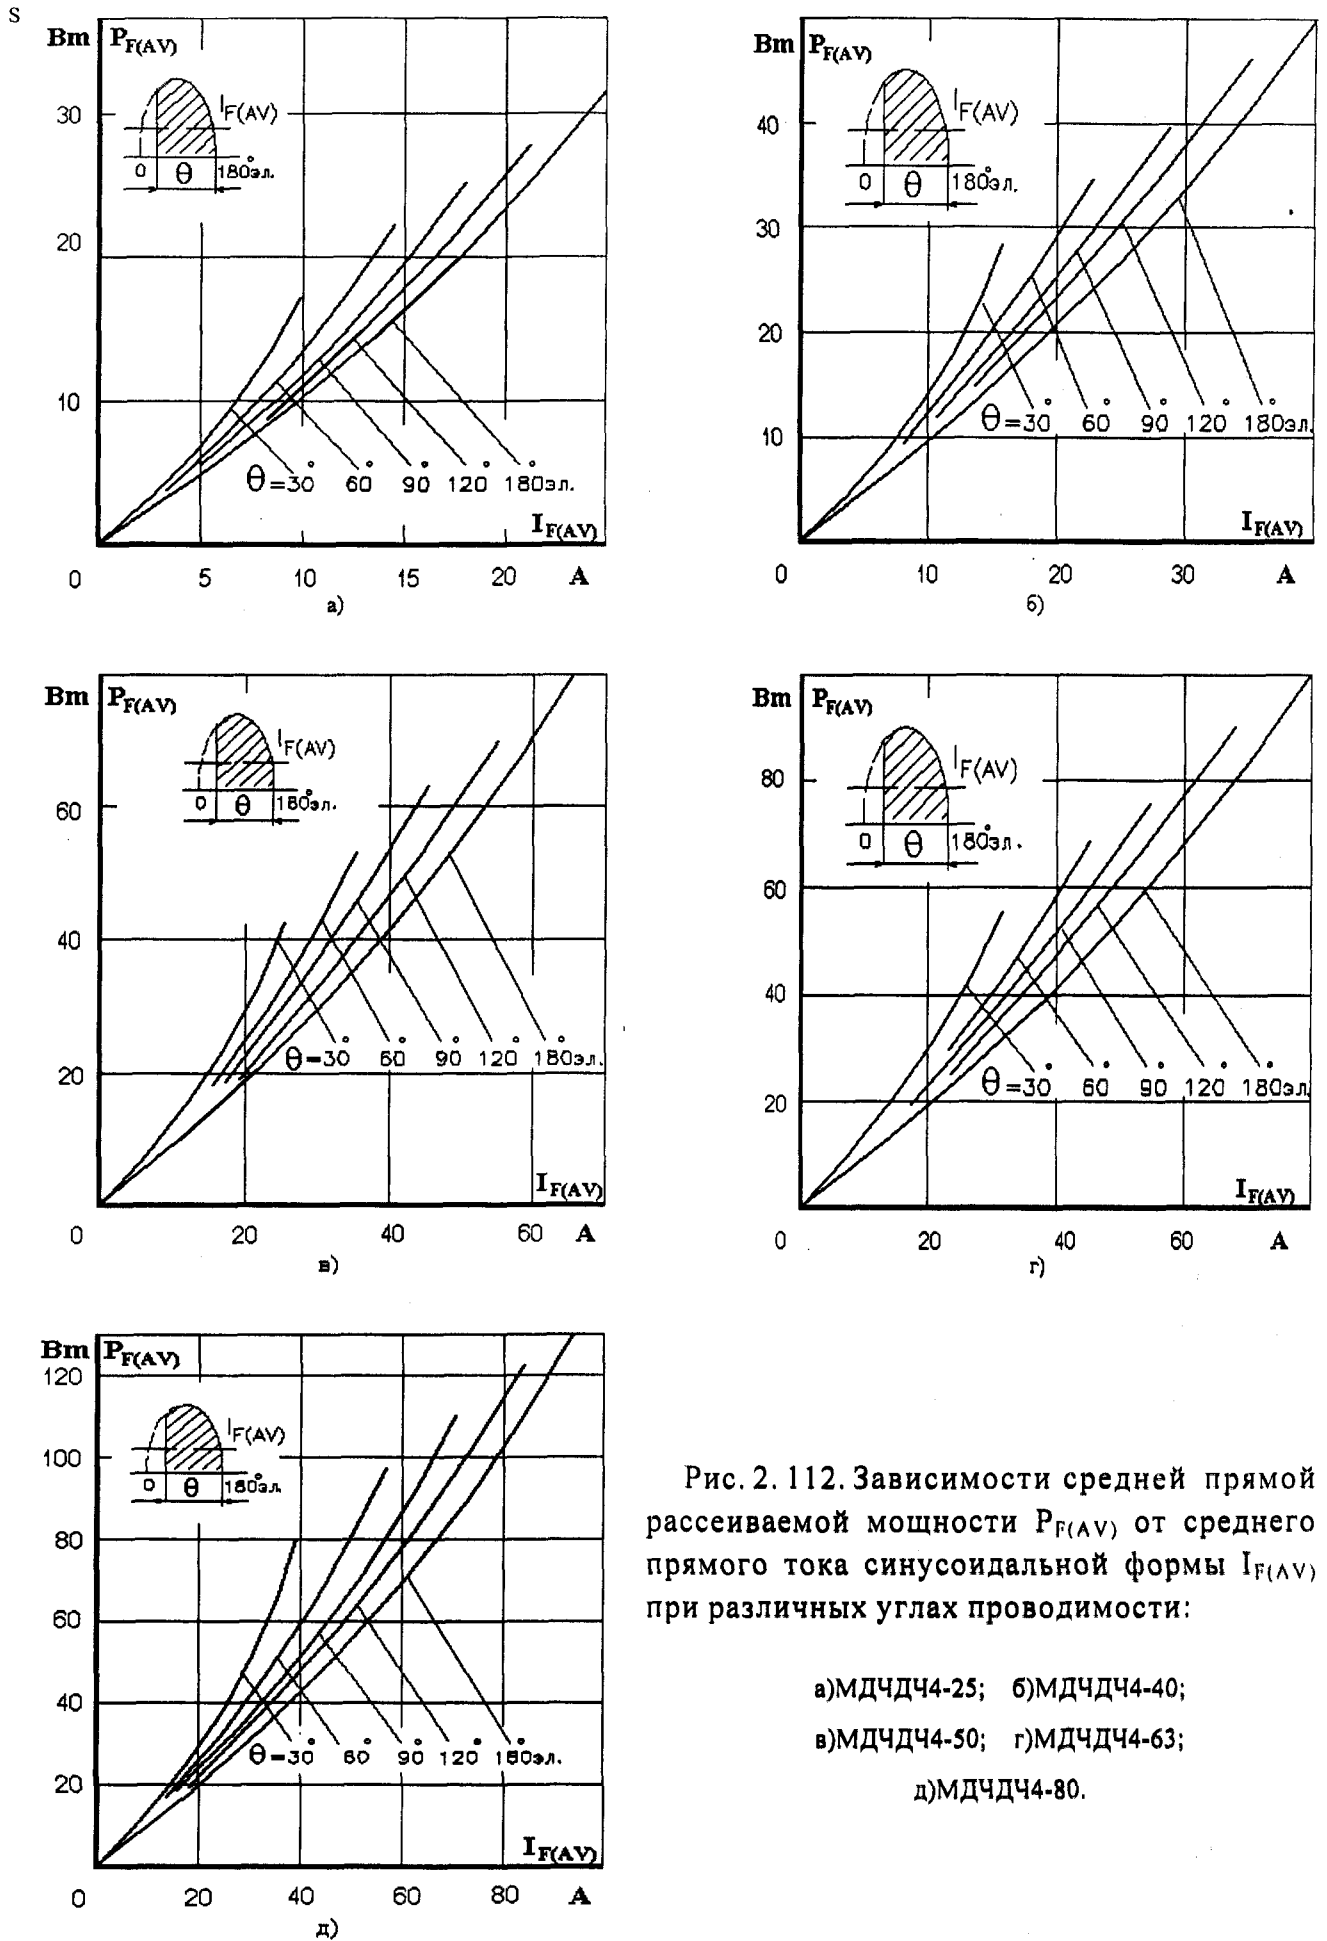 S
Вт P_F(AV)
30
I_F(AV)
0 θ 180°эл.
20
10
θ=30° 60° 90° 120° 180эл.
I_F(AV)
0 5 10 15 20 А
а)
Вт P_F(AV)
40
I_F(AV)
0 θ 180°эл.
30
20
θ=30° 60° 90° 120° 180°эл.
10
I_F(AV)
0 10 20 30 А
б)
Вт P_F(AV)
I_F(AV)
60
0 θ 180°эл.
40
θ=30° 60° 90° 120° 180°эл.
20
I_F(AV)
0 20 40 60 А
в)
Вт P_F(AV)
80
I_F(AV)
0 θ 180°эл.
60
40
θ=30° 60° 90° 120° 180°эл.
20
I_F(AV)
0 20 40 60 А
г)
Вт P_F(AV)
120
I_F(AV)
100
0 θ 180°эл.
80
60
40
θ=30° 60° 90° 120° 180°эл.
20
I_F(AV)
0 20 40 60 80 А
д)
Рис. 2. 112. Зависимости средней прямой
рассеиваемой мощности P_F(AV) от среднего
прямого тока синусоидальной формы I_F(AV)
при различных углах проводимости:
а)МДЧДЧ4-25; б)МДЧДЧ4-40;
в)МДЧДЧ4-50; г)МДЧДЧ4-63;
д)МДЧДЧ4-80.